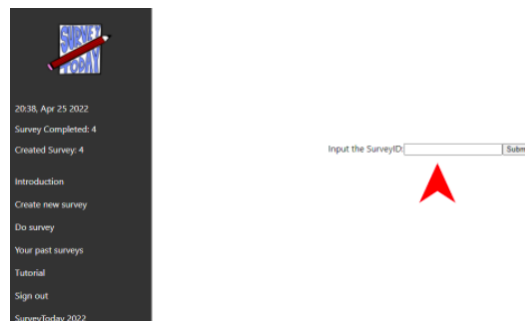 SURVEY
TODAY
20:38, Apr 25 2022
Survey Completed: 4
Created Survey: 4
Introduction
Create new survey
Do survey
Your past surveys
Tutorial
Sign out
SurveyToday 2022
Input the SurveyID:
Subm